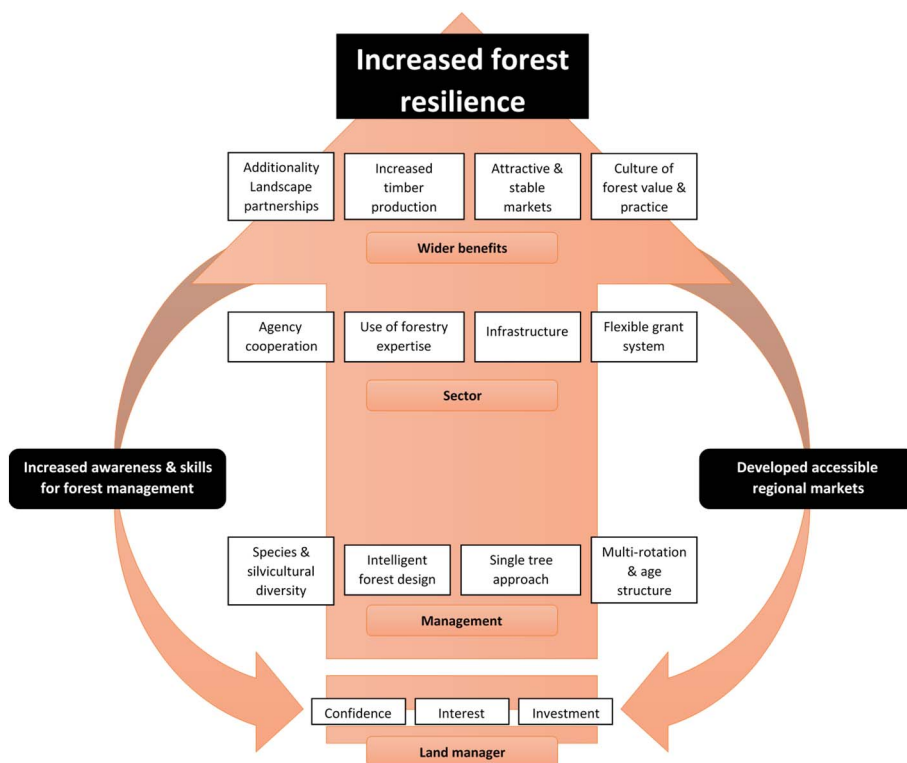 Increased forest
resilience
Additionality
Landscape
partnerships
Increased
timber
production
Attractive &
stable
markets
Culture of
forest value &
practice
Wider benefits
Agency
cooperation
Use of forestry
expertise
Infrastructure
Flexible grant
system
Sector
Increased awareness & skills
for forest management
Developed accessible
regional markets
Species &
silvicultural
diversity
Intelligent
forest design
Single tree
approach
Multi-rotation
& age
structure
Management
Confidence
Interest
Investment
Land manager